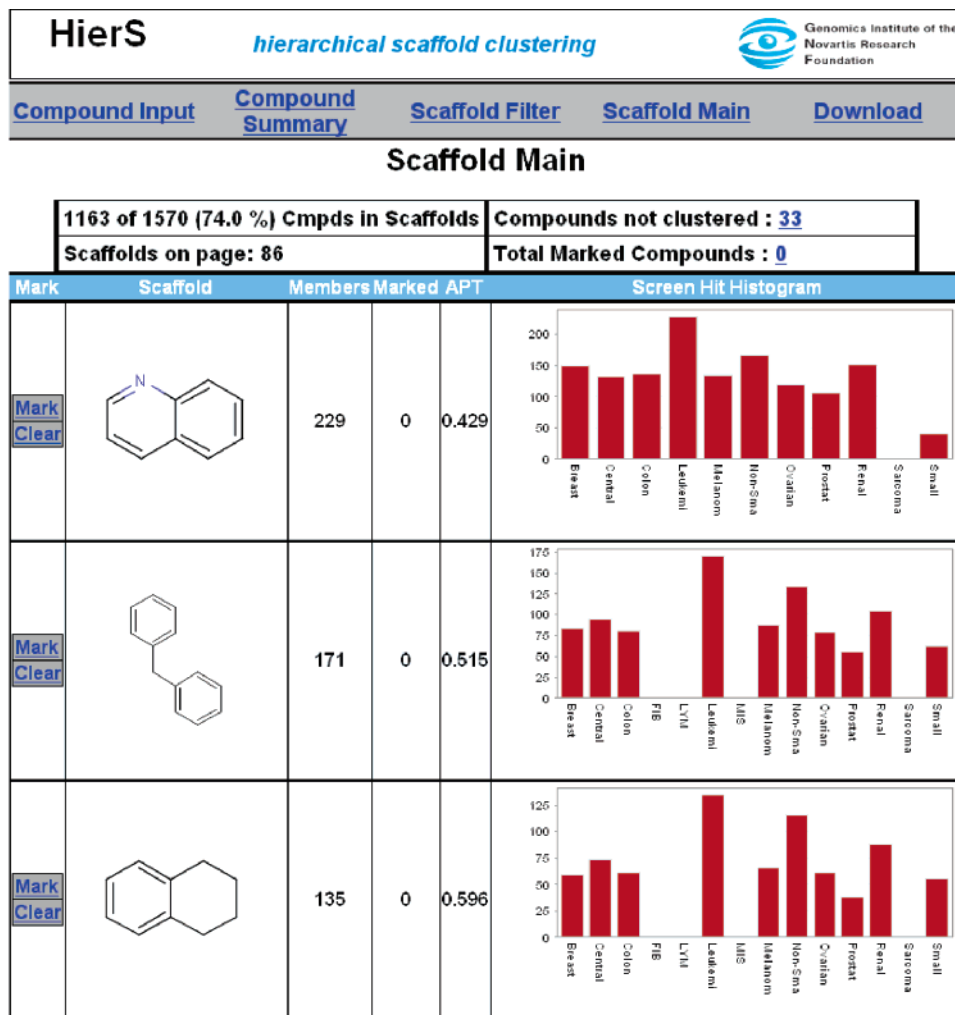 HierS
hierarchical scaffold clustering
Genomics Institute of the
Novartis Research
Foundation
Compound Input
Compound
Summary
Scaffold Filter
Scaffold Main
Download
Scaffold Main
1163 of 1570 (74.0 %) Cmpds in Scaffolds
Compounds not clustered : 33
Scaffolds on page: 86
Total Marked Compounds : 0
Mark Scaffold Members Marked APT Screen Hit Histogram
Mark
Clear
N
229 0 0.429
200
150
100
50
0
Breast
Central
Colon
Leukemi
Melanom
Non-Sma
Ovarian
Prostat
Renal
Sarcoma
Small
Mark
Clear
171 0 0.515
175
150
125
100
75
50
25
0
Breast
Central
Colon
FIB
LYM
Leukemi
MIS
Melanom
Non-Sma
Ovarian
Prostat
Renal
Sarcoma
Small
Mark
Clear
135 0 0.596
125
100
75
50
25
0
Breast
Central
Colon
FIB
LYM
Leukemi
MIS
Melanom
Non-Sma
Ovarian
Prostat
Renal
Sarcoma
Small